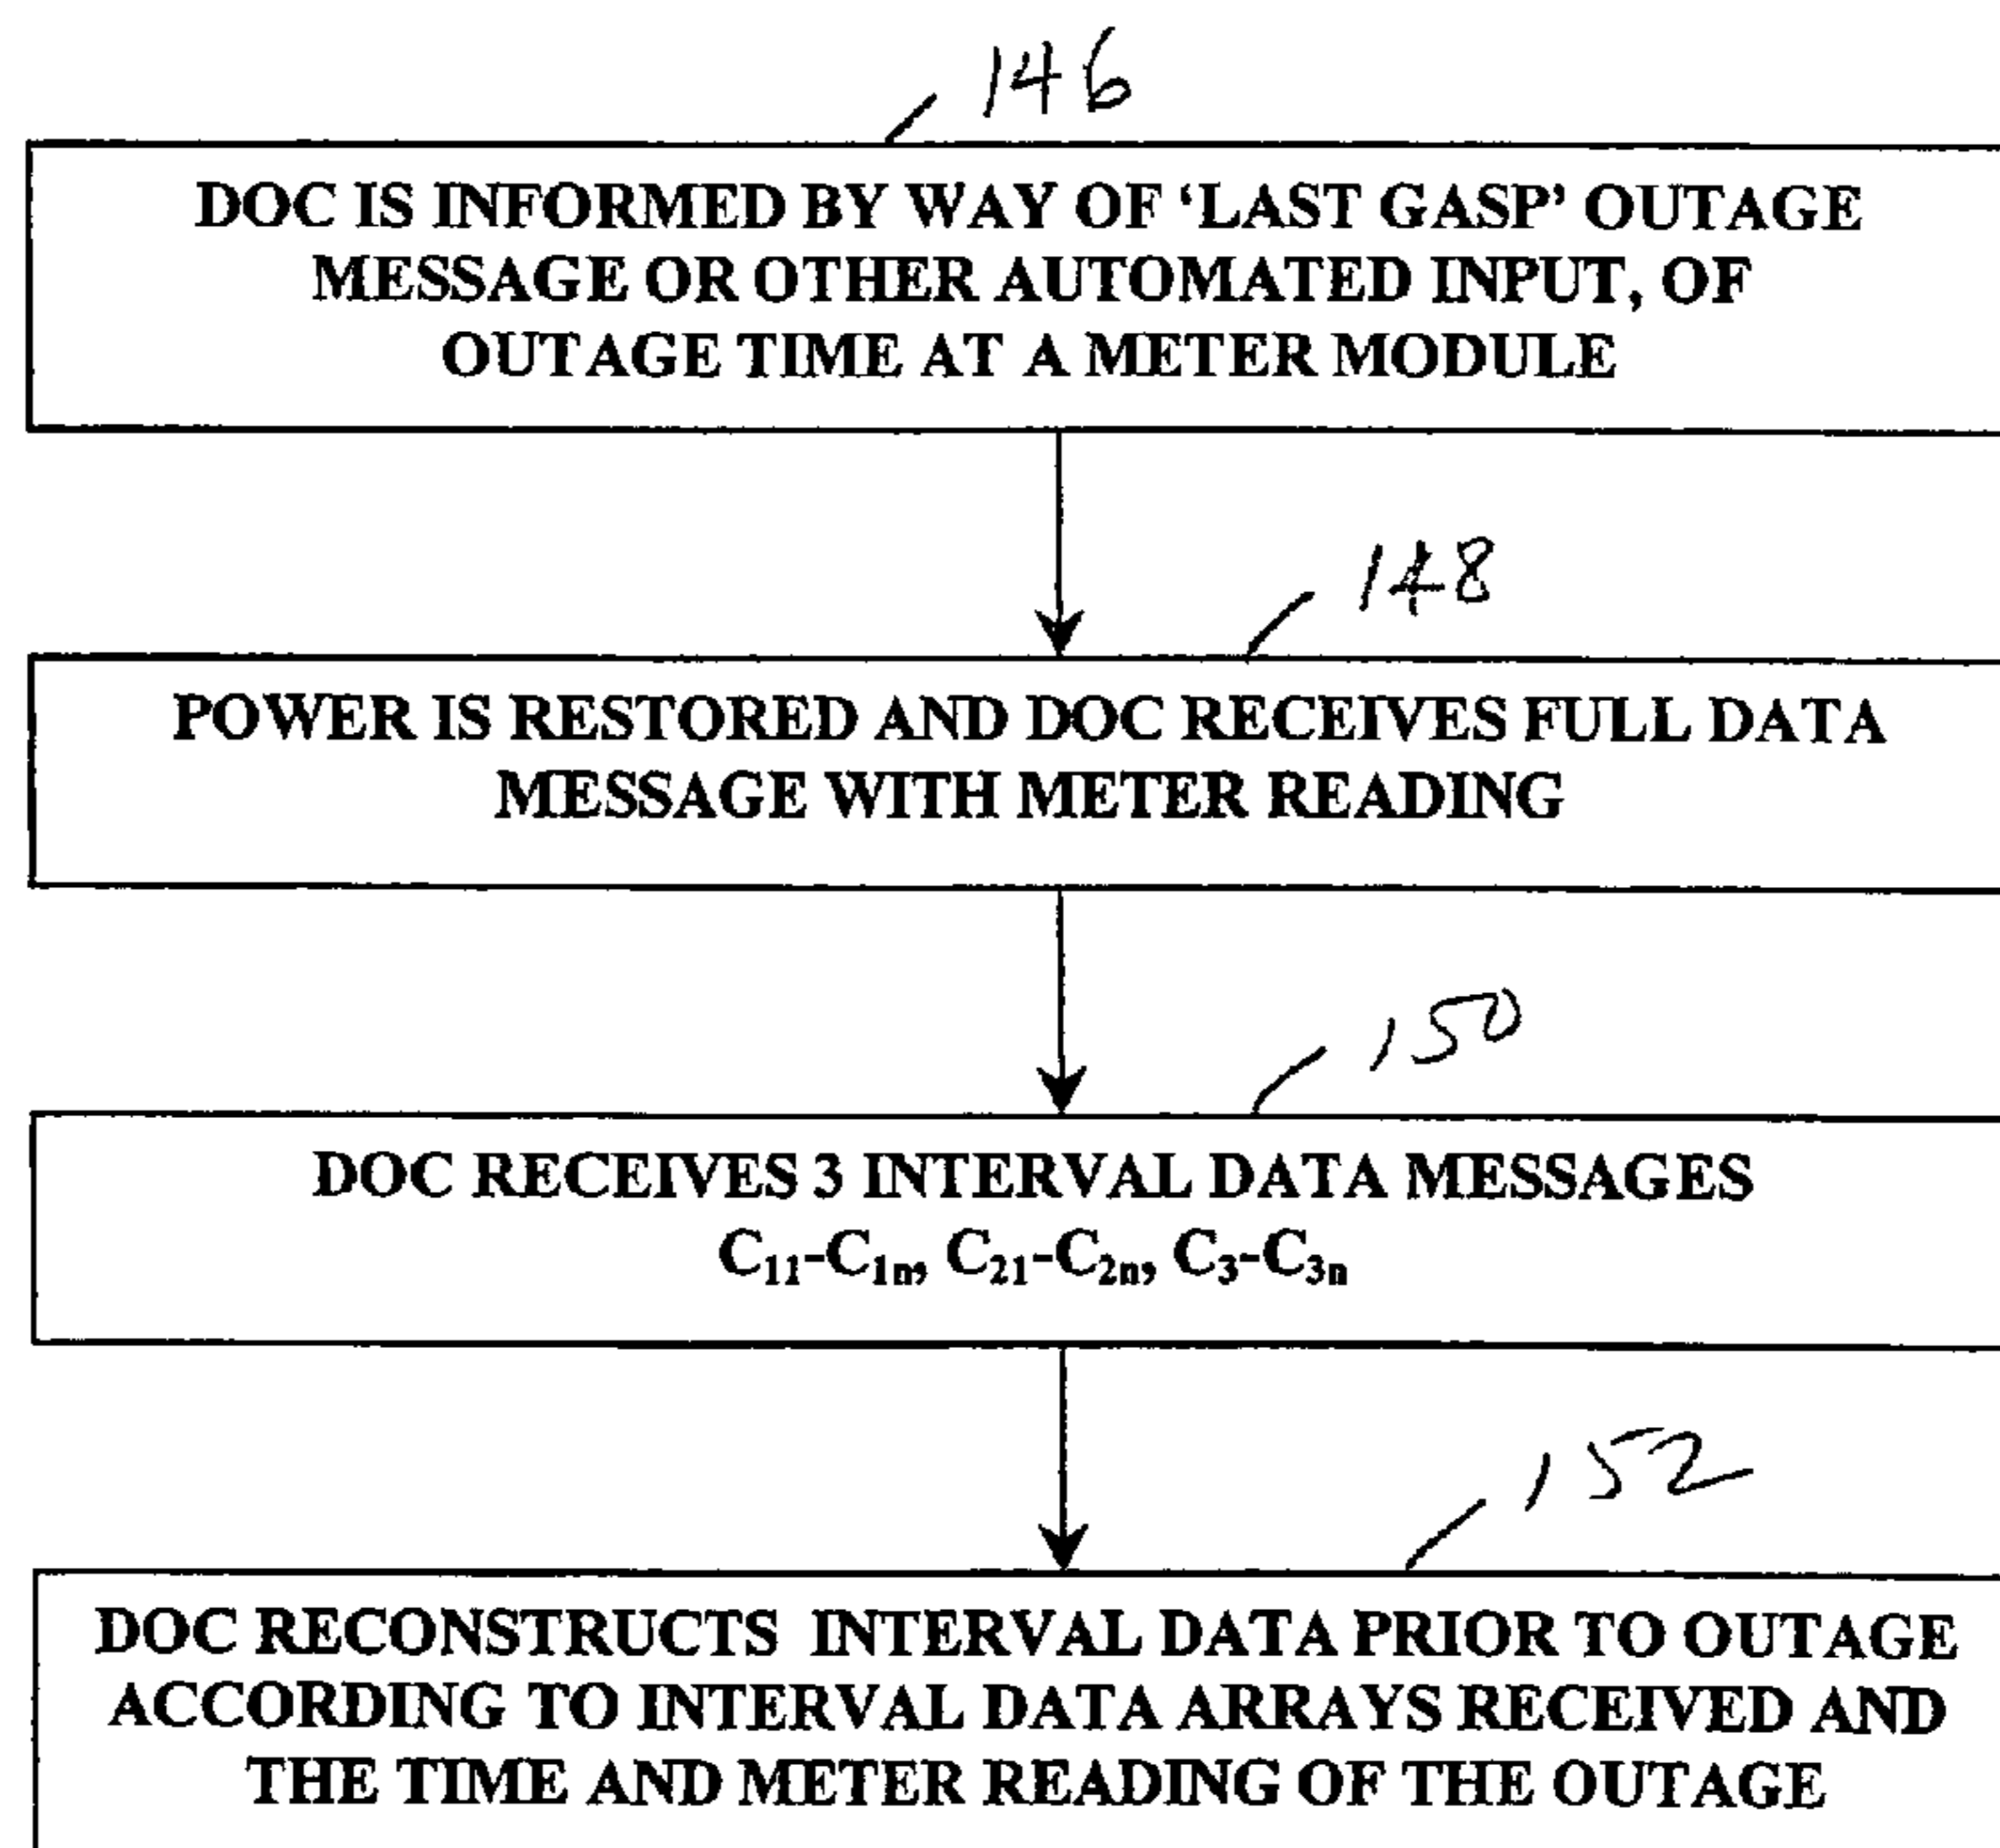 146
DOC IS INFORMED BY WAY OF ‘LAST GASP’ OUTAGE
MESSAGE OR OTHER AUTOMATED INPUT, OF
OUTAGE TIME AT A METER MODULE
148
POWER IS RESTORED AND DOC RECEIVES FULL DATA
MESSAGE WITH METER READING
150
DOC RECEIVES 3 INTERVAL DATA MESSAGES
C₁₁-C₁ₙ, C₂₁-C₂ₙ, C₃-C₃ₙ
152
DOC RECONSTRUCTS INTERVAL DATA PRIOR TO OUTAGE
ACCORDING TO INTERVAL DATA ARRAYS RECEIVED AND
THE TIME AND METER READING OF THE OUTAGE